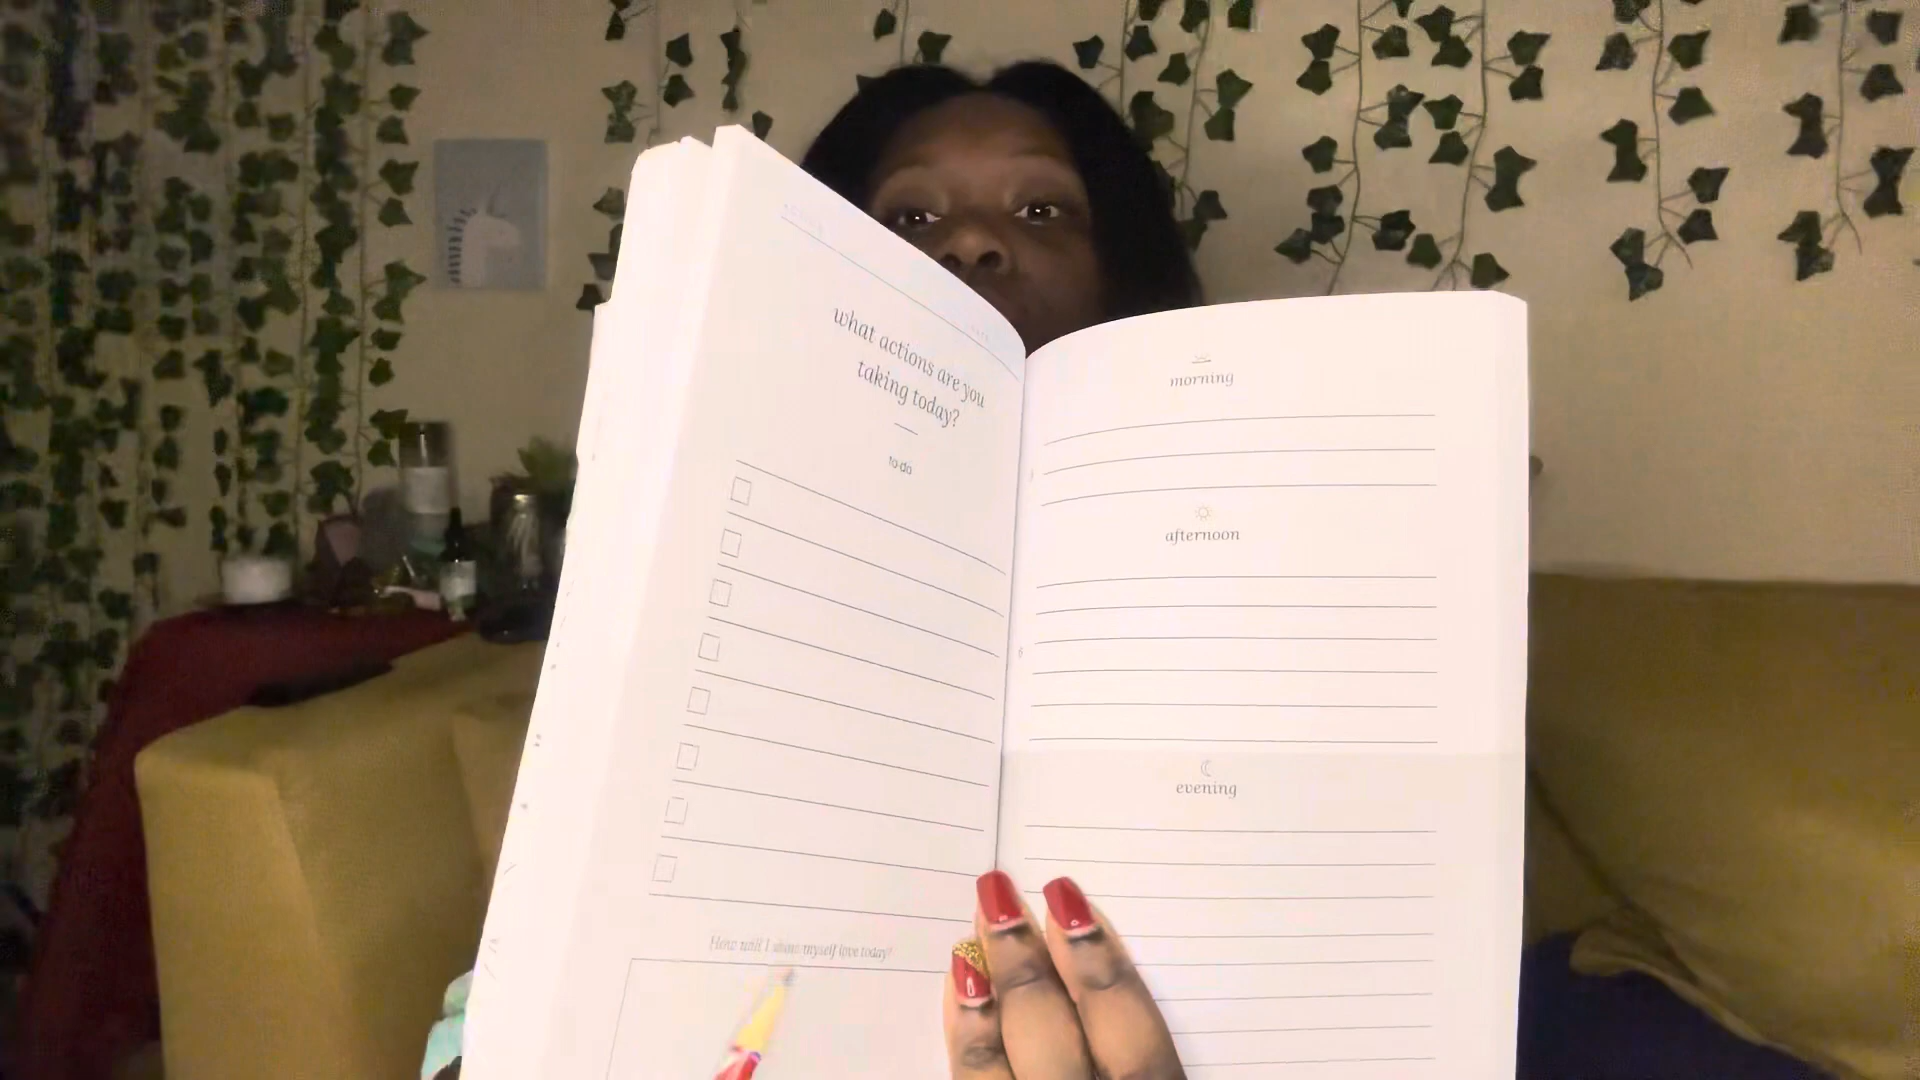 what actions are you
taking today?
to-do
How will I show myself love today?
morning
afternoon
evening